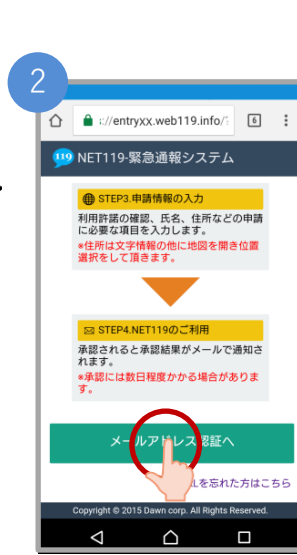 2
://entryxx.web119.info/?
6
119 NET119-緊急通報システム
STEP3.申請情報の入力
利用許諾の確認、氏名、住所などの申請
に必要な項目を入力します。
*住所は文字情報の他に地図を開き位置
選択をして頂きます。
STEP4.NET119のご利用
承認されると承認結果がメールで通知さ
れます。
*承認には数日程度かかる場合がありま
す。
メールアドレス認証へ
Lを忘れた方はこちら
Copyright © 2015 Dawn corp. All Rights Reserved.